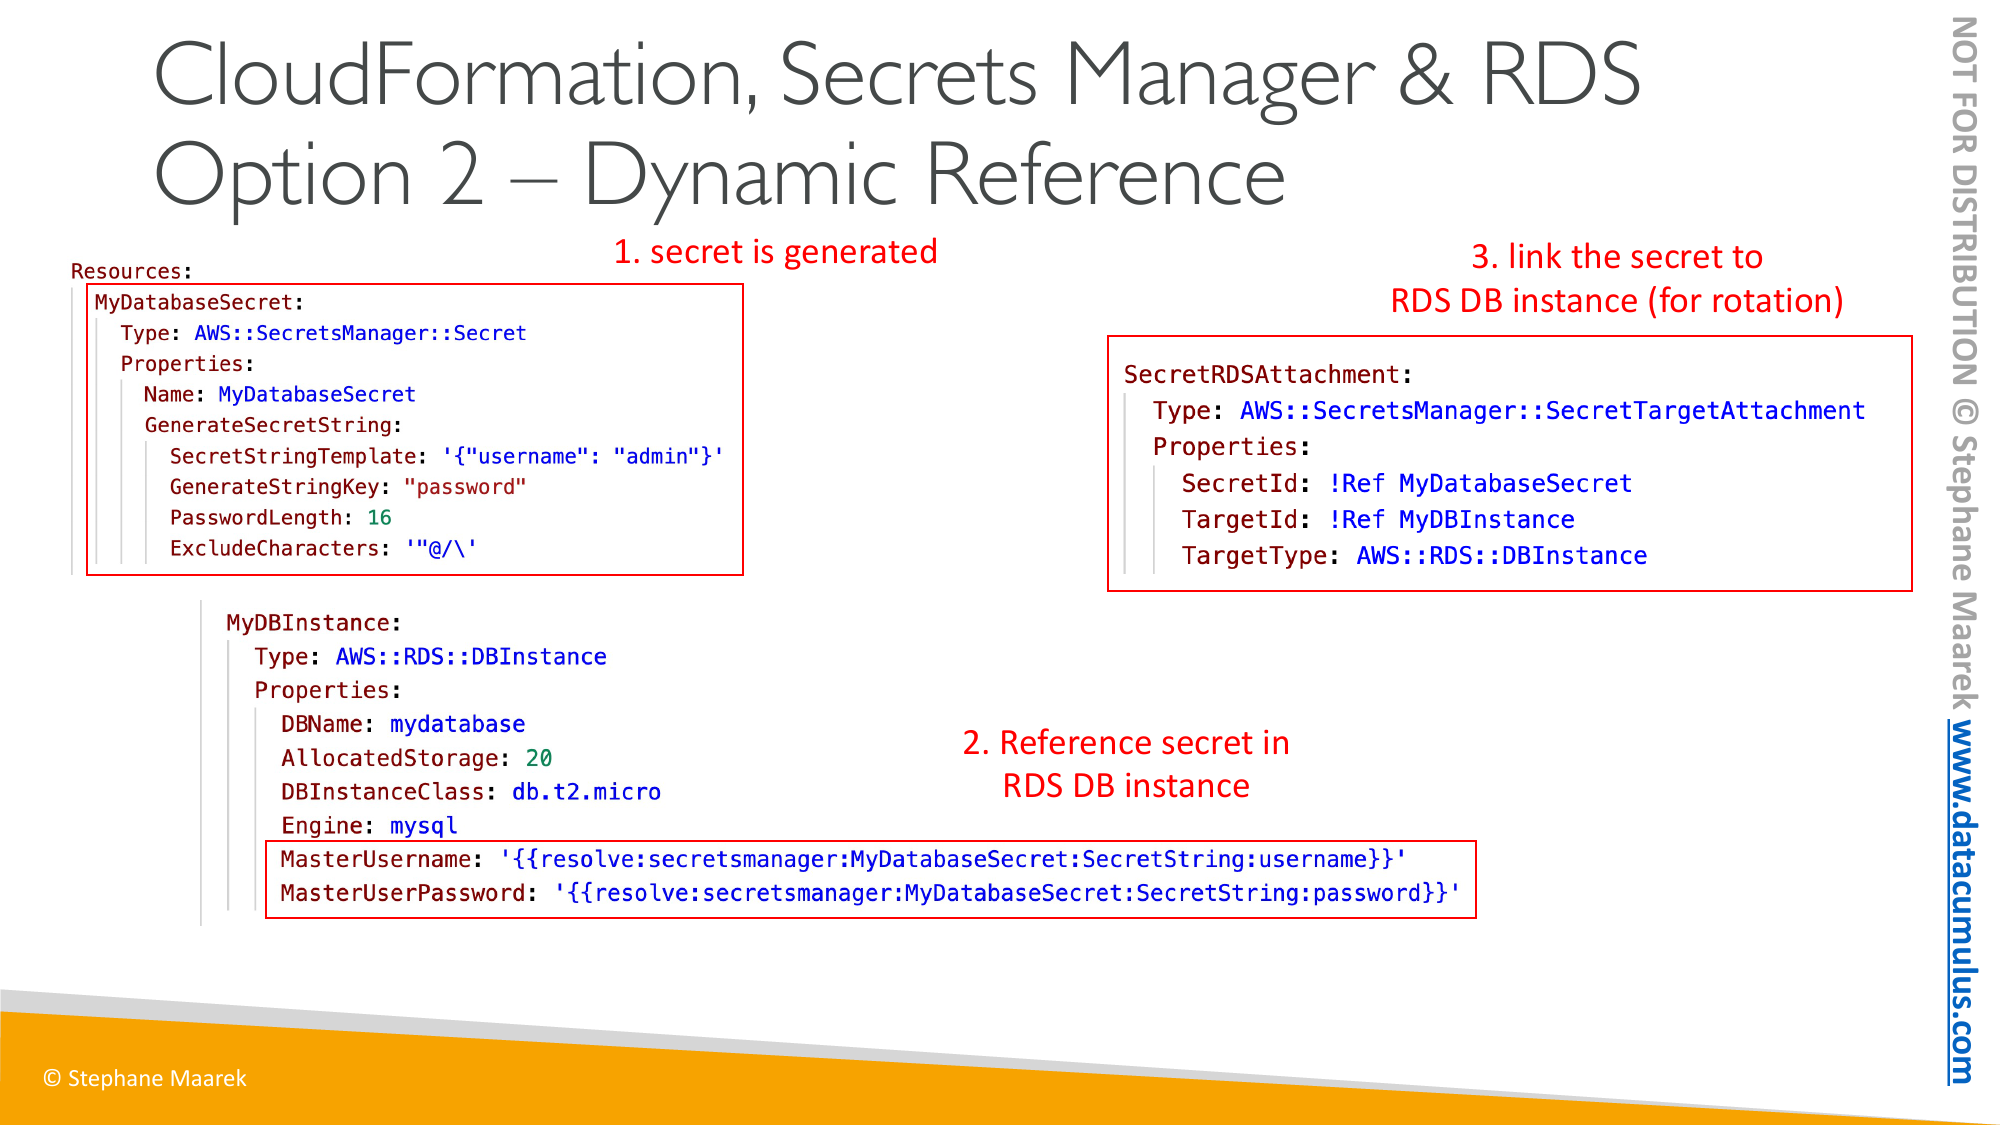 CloudFormation, Secrets Manager & RDS
Option 2 – Dynamic Reference
1. secret is generated
Resources:
MyDatabaseSecret:
Type: AWS::SecretsManager::Secret
Properties:
Name: MyDatabaseSecret
GenerateSecretString:
SecretStringTemplate: '{"username": "admin"}'
GenerateStringKey: "password"
PasswordLength: 16
ExcludeCharacters: '"@/\'
3. link the secret to
RDS DB instance (for rotation)
SecretRDSAttachment:
Type: AWS::SecretsManager::SecretTargetAttachment
Properties:
SecretId: !Ref MyDatabaseSecret
TargetId: !Ref MyDBInstance
TargetType: AWS::RDS::DBInstance
MyDBInstance:
Type: AWS::RDS::DBInstance
Properties:
DBName: mydatabase
AllocatedStorage: 20
DBInstanceClass: db.t2.micro
Engine: mysql
MasterUsername: '{{resolve:secretsmanager:MyDatabaseSecret:SecretString:username}}'
MasterUserPassword: '{{resolve:secretsmanager:MyDatabaseSecret:SecretString:password}}'
2. Reference secret in
RDS DB instance
© Stephane Maarek
NOT FOR DISTRIBUTION © Stephane Maarek www.datacumulus.com